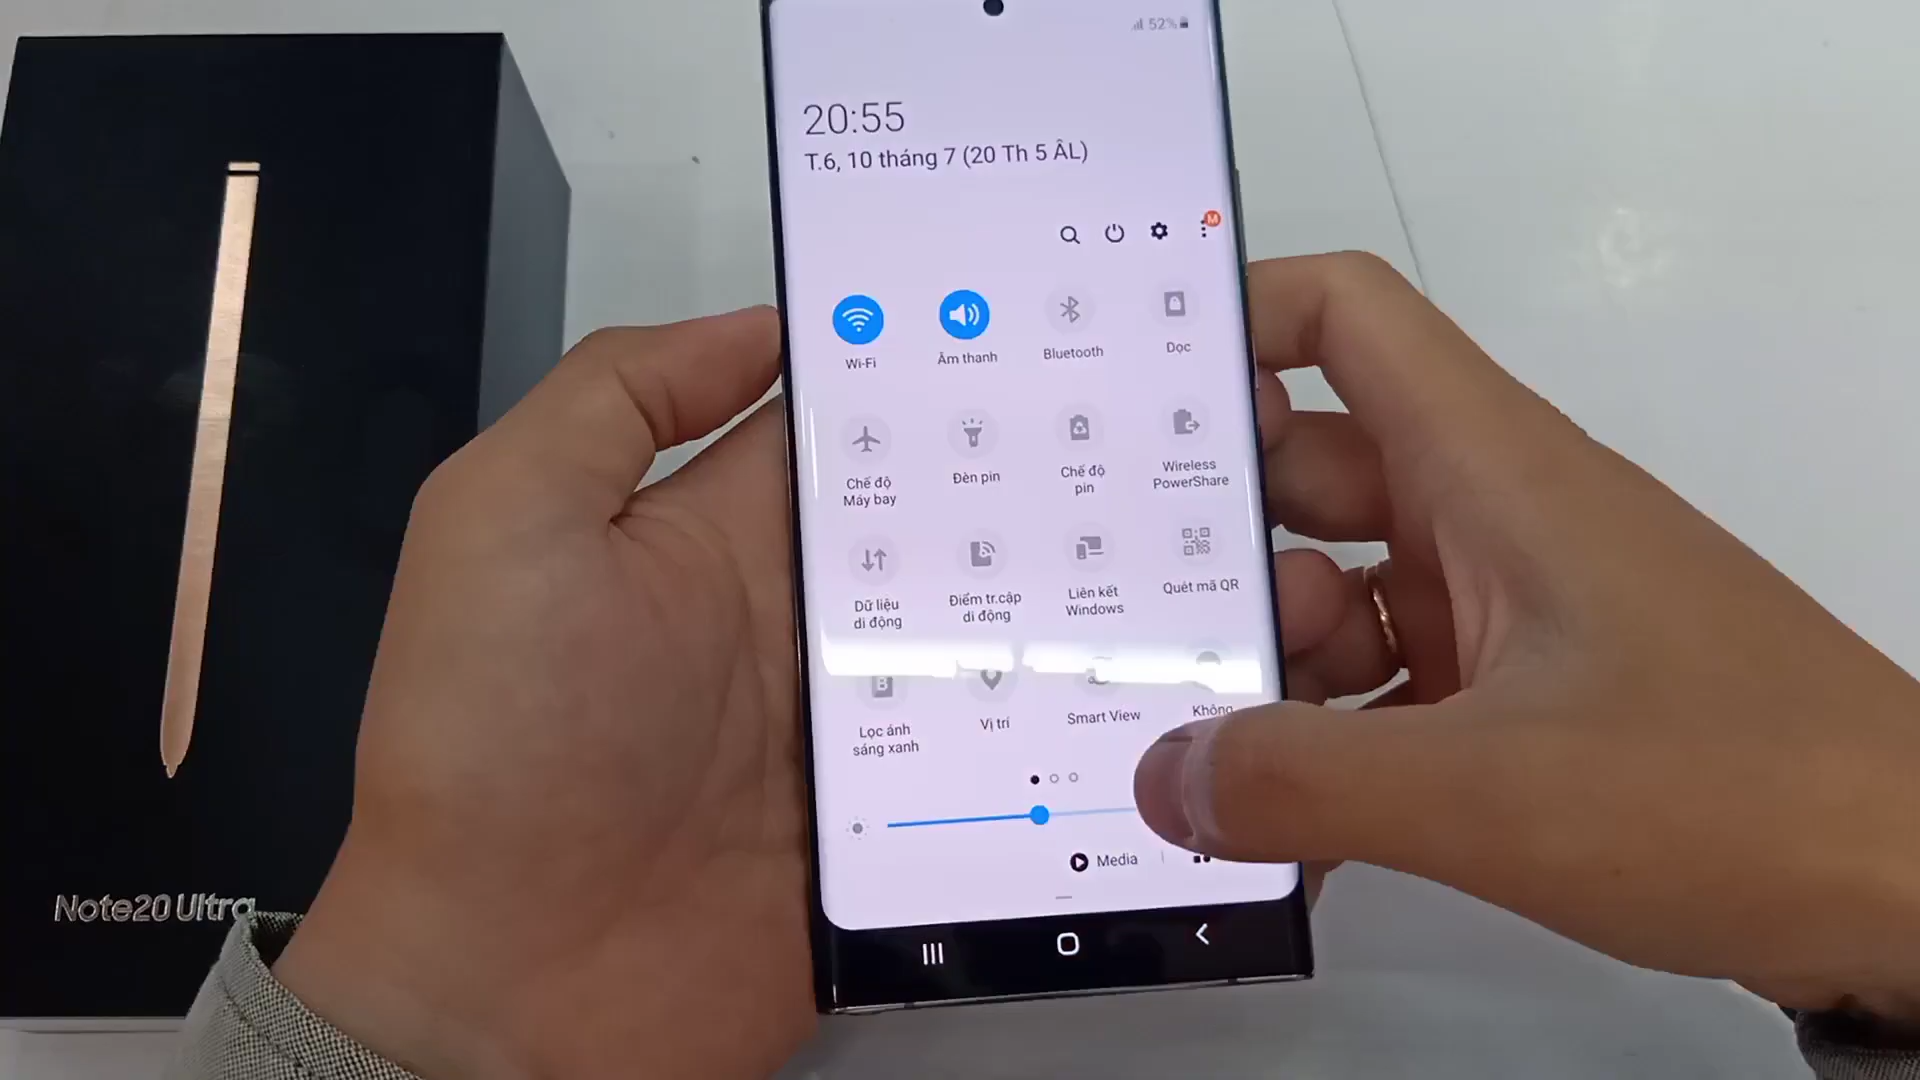 52%
20:55
T.6, 10 tháng 7 (20 Th 5 ÂL)
M
Wi-Fi
Âm thanh
Bluetooth
Dọc
Chế độ
Máy bay
Đèn pin
Chế độ
pin
Wireless
PowerShare
Dữ liệu
di động
Điểm tr.cập
di động
Liên kết
Windows
Quét mã QR
Lọc ánh
sáng xanh
Vị trí
Smart View
Không
Media
Note20 Ultra